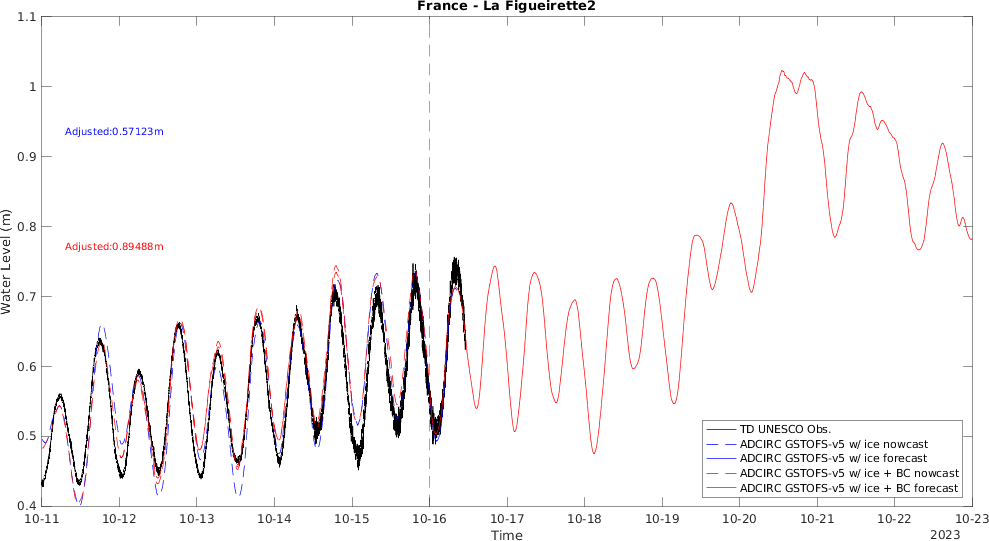 France - La Figueirette2
Water Level (m)
1.1
1
0.9
0.8
0.7
0.6
0.5
0.4
Adjusted:0.57123m
Adjusted:0.89488m
TD UNESCO Obs.
ADCIRC GSTOFS-v5 w/ ice nowcast
ADCIRC GSTOFS-v5 w/ ice forecast
ADCIRC GSTOFS-v5 w/ ice + BC nowcast
ADCIRC GSTOFS-v5 w/ ice + BC forecast
10-11 10-12 10-13 10-14 10-15 10-16 10-17 10-18 10-19 10-20 10-21 10-22 10-23
Time
2023